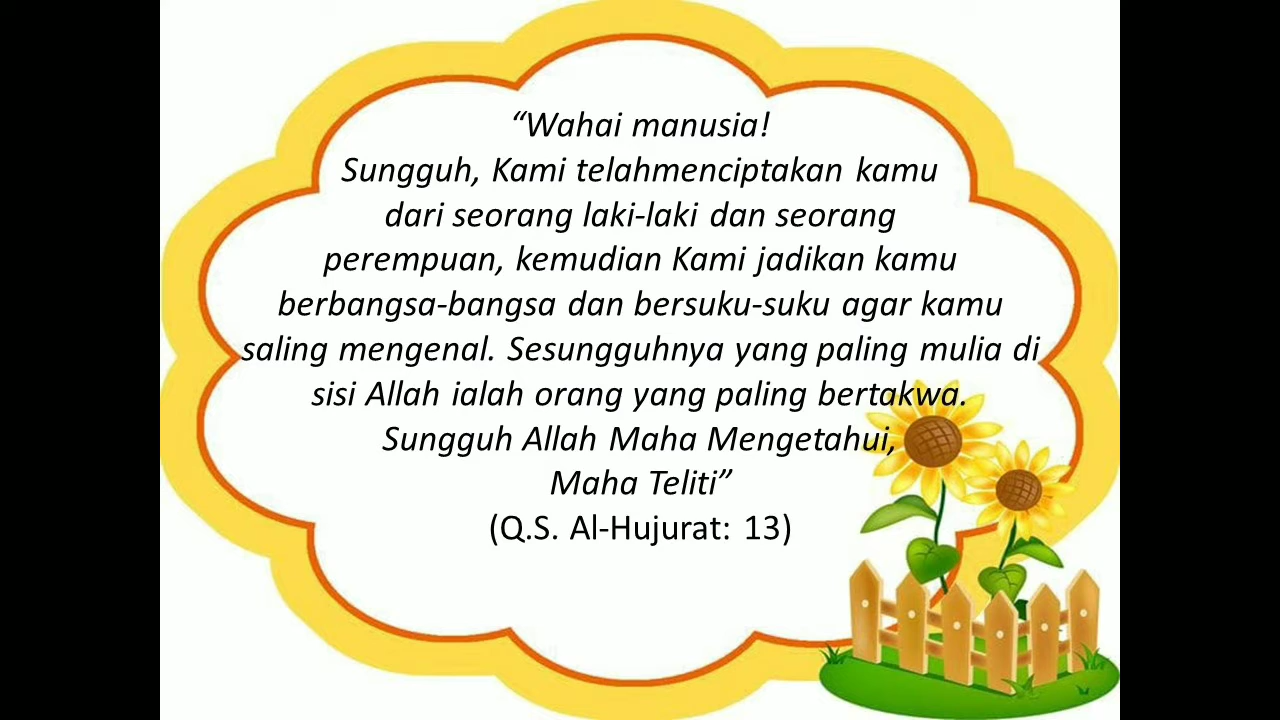 “Wahai manusia!
Sungguh, Kami telahmenciptakan kamu
dari seorang laki-laki dan seorang
perempuan, kemudian Kami jadikan kamu
berbangsa-bangsa dan bersuku-suku agar kamu
saling mengenal. Sesungguhnya yang paling mulia di
sisi Allah ialah orang yang paling bertakwa.
Sungguh Allah Maha Mengetahui,
Maha Teliti”
(Q.S. Al-Hujurat: 13)